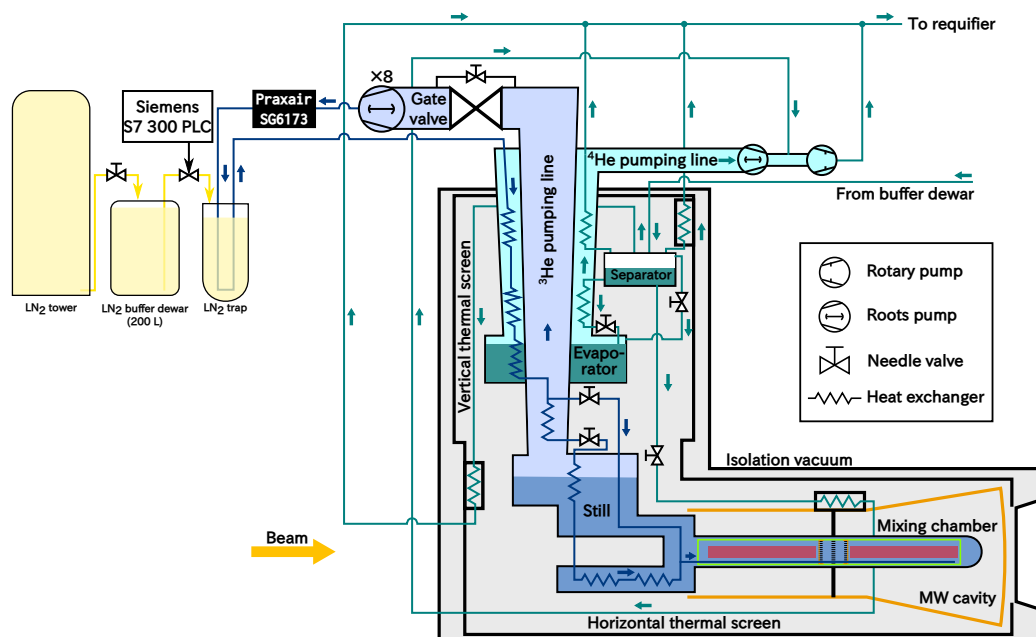 To requifier
×8
Gate
valve
Praxair
SG6173
Siemens
S7 300 PLC
⁴He pumping line
From buffer dewar
³He pumping line
Vertical thermal screen
Separator
Rotary pump
Roots pump
Needle valve
Heat exchanger
LN₂ tower
LN₂ buffer dewar
(200 L)
LN₂ trap
Evapo-
rator
Isolation vacuum
Still
Mixing chamber
Beam
MW cavity
Horizontal thermal screen